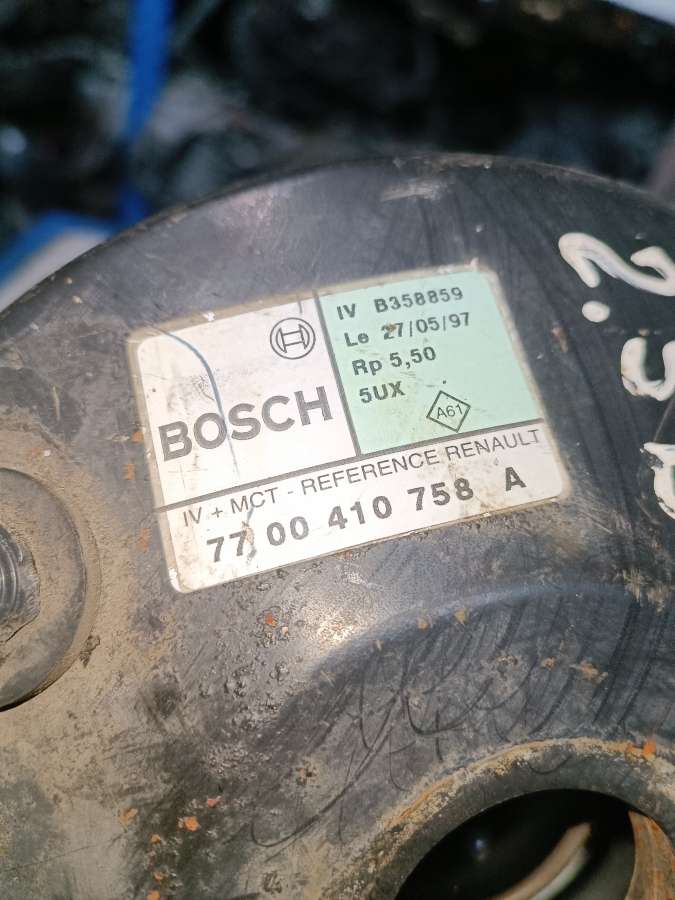 BOSCH
IV B358859
Le 27/05/97
Rp 5,50
5UX
A61
IV + MCT - REFERENCE RENAULT
77 00 410 758 A